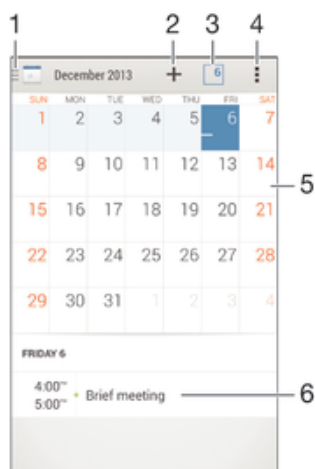 1 2 3 4
December 2013 6
SUN MON TUE WED THU FRI SAT
1 2 3 4 5 6 7
8 9 10 11 12 13 14
5
15 16 17 18 19 20 21
22 23 24 25 26 27 28
29 30 31 1 2 3 4
FRIDAY 6
4:00PM
Brief meeting 6
5:00PM